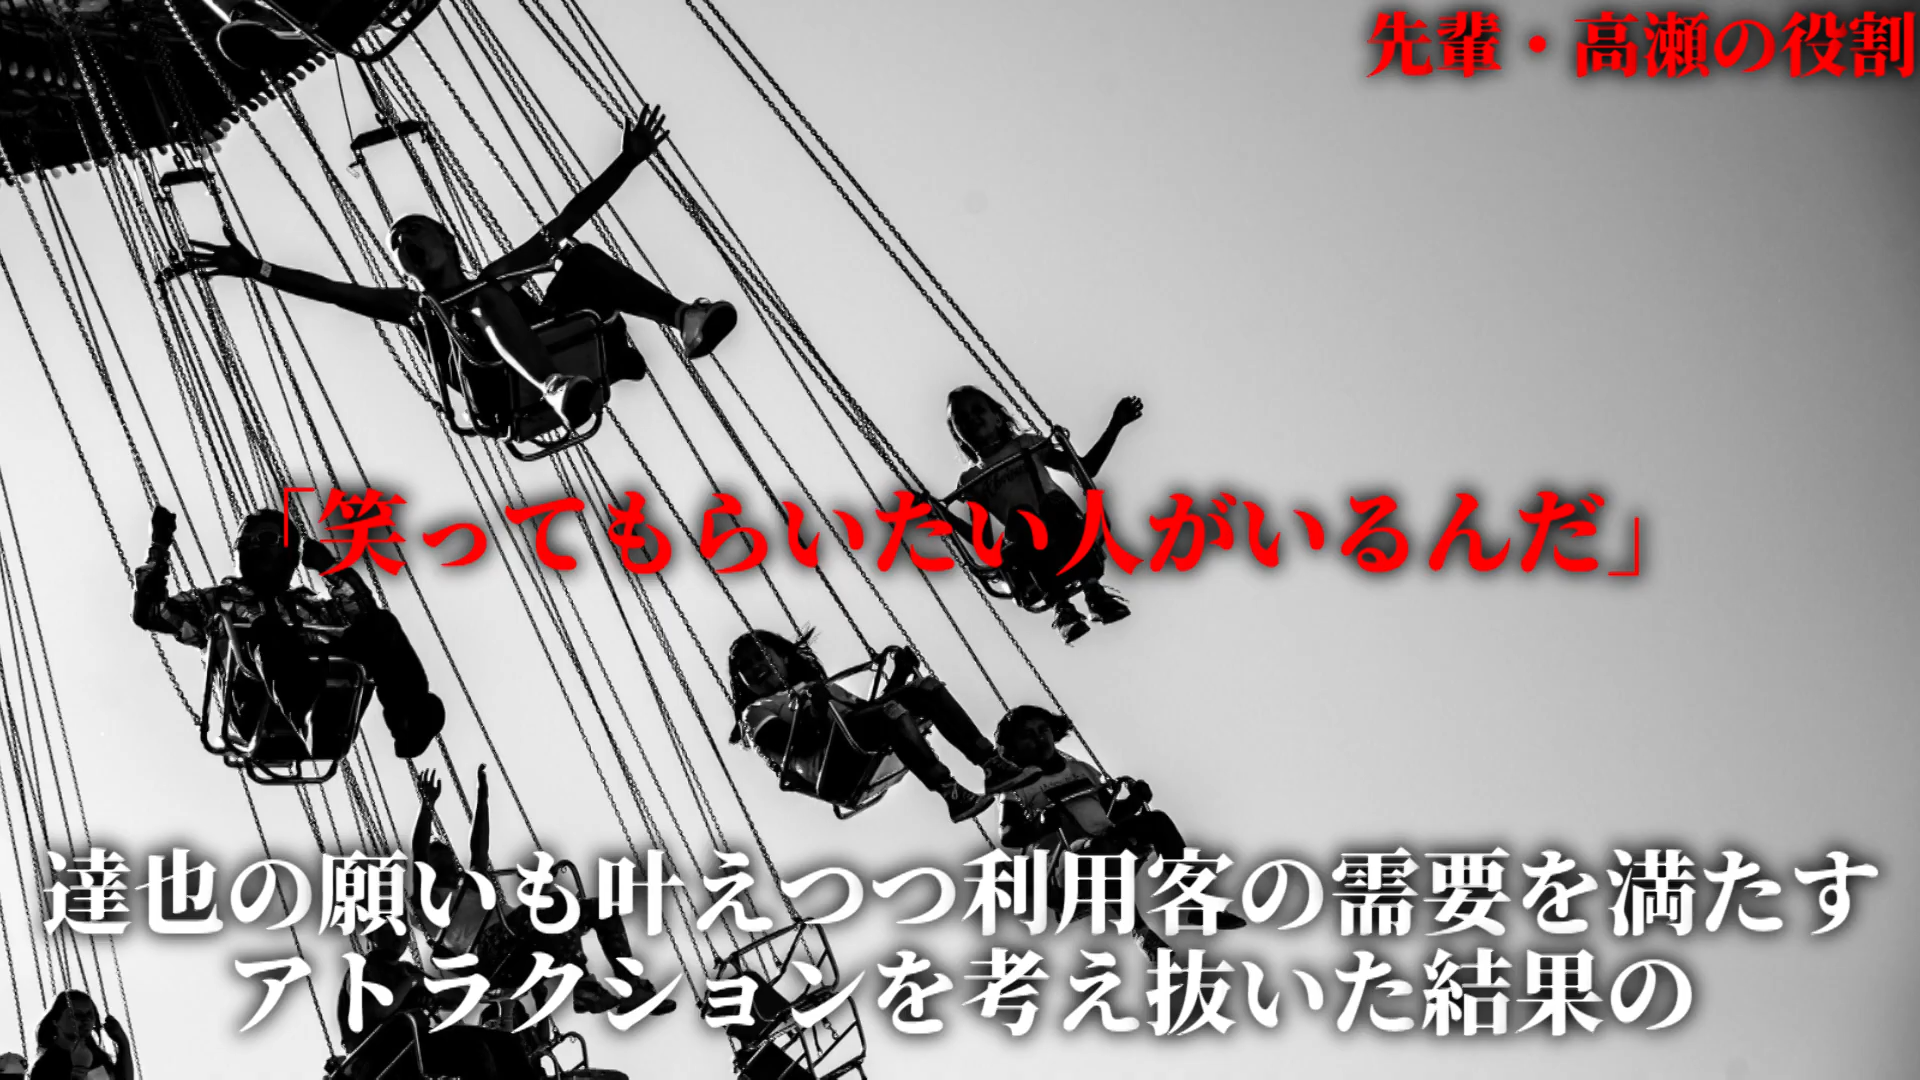 先輩・高瀬の役割
「笑ってもらいたい人がいるんだ」
達也の願いも叶えつつ利用客の需要を満たす
アトラクションを考え抜いた結果の